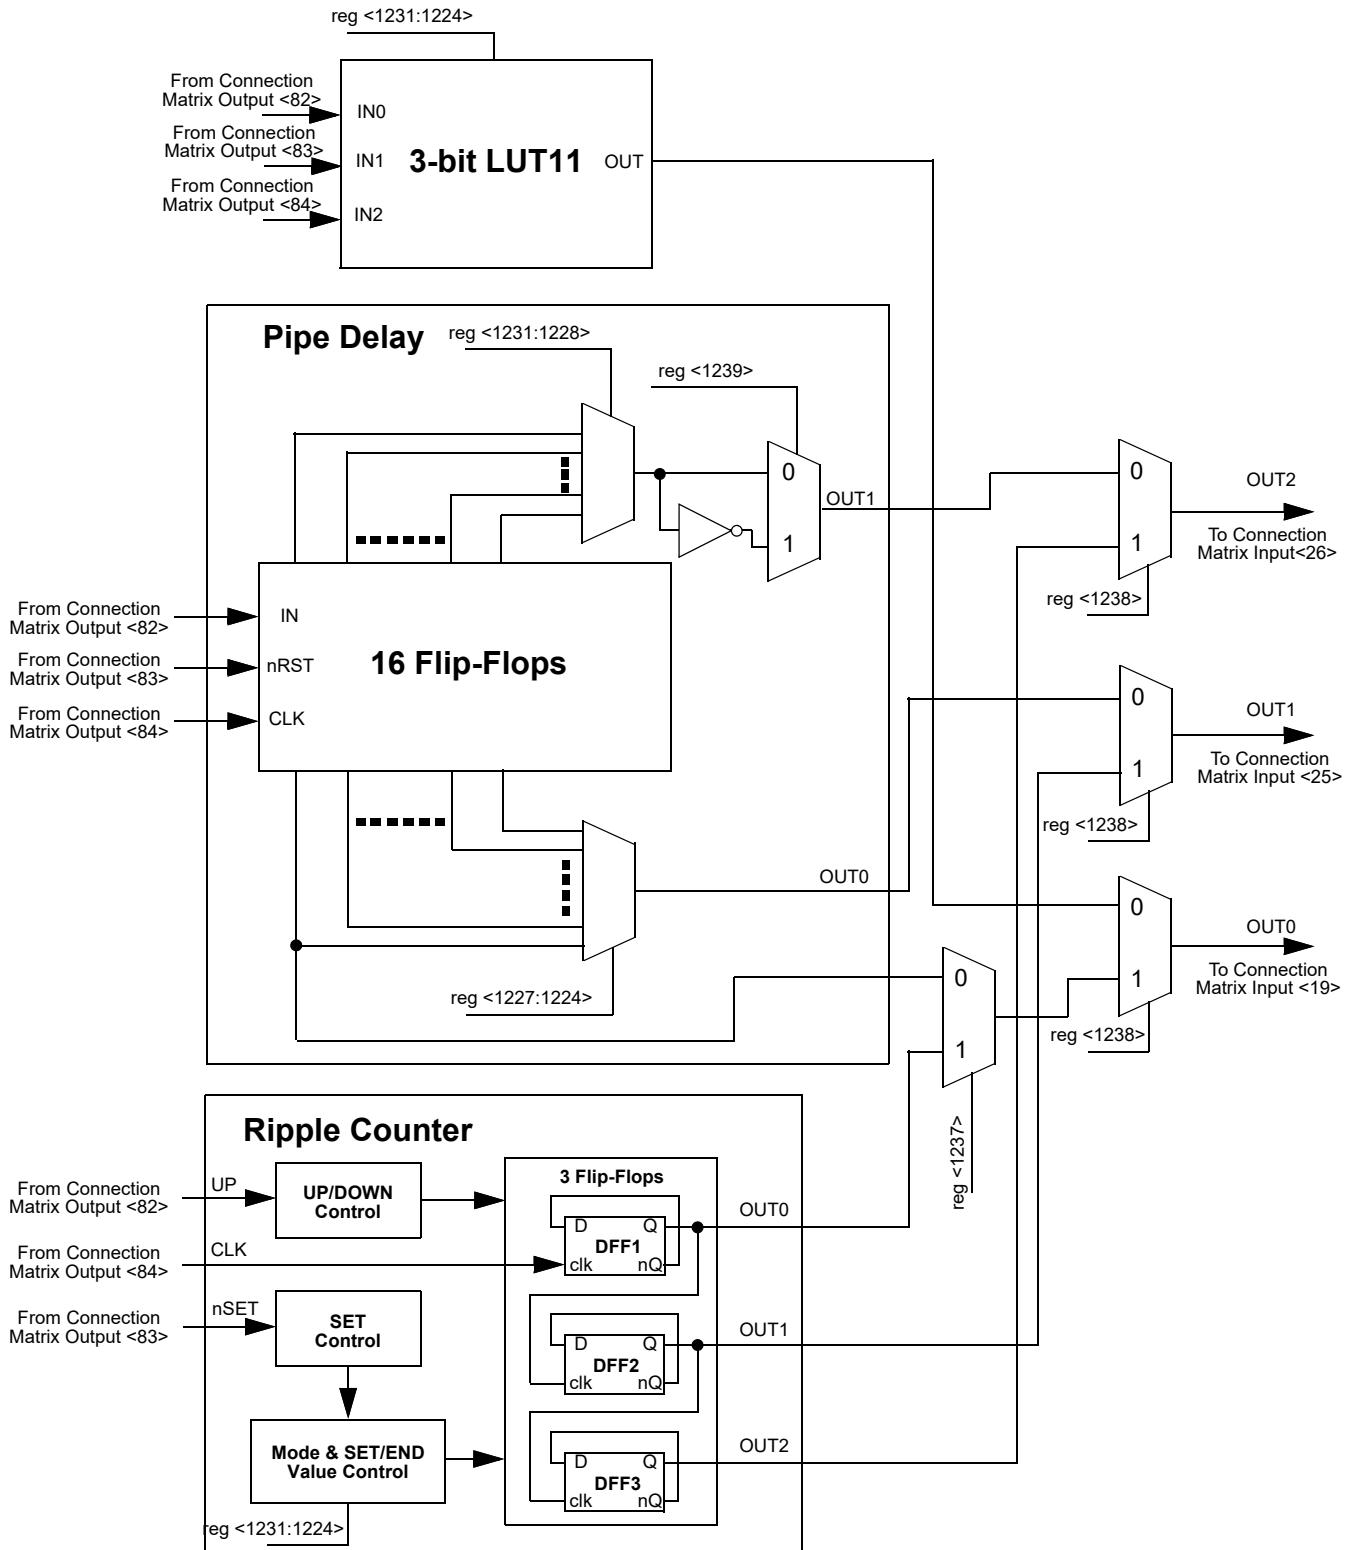 reg <1231:1224>
From Connection
Matrix Output <82>
From Connection
Matrix Output <83>
From Connection
Matrix Output <84>
IN0
IN1
IN2
3-bit LUT11
OUT
Pipe Delay
reg <1231:1228>
reg <1239>
0
1
OUT1
0
1
reg <1238>
OUT2
To Connection
Matrix Input<26>
From Connection
Matrix Output <82>
From Connection
Matrix Output <83>
From Connection
Matrix Output <84>
IN
nRST
CLK
16 Flip-Flops
0
1
reg <1238>
OUT1
To Connection
Matrix Input <25>
OUT0
reg <1227:1224>
0
1
reg <1237>
0
1
reg <1238>
OUT0
To Connection
Matrix Input <19>
Ripple Counter
From Connection
Matrix Output <82>
UP
UP/DOWN
Control
From Connection
Matrix Output <84>
CLK
From Connection
Matrix Output <83>
nSET
SET
Control
Mode & SET/END
Value Control
reg <1231:1224>
3 Flip-Flops
D
Q
DFF1
clk
nQ
OUT0
D
Q
DFF2
clk
nQ
OUT1
D
Q
DFF3
clk
nQ
OUT2